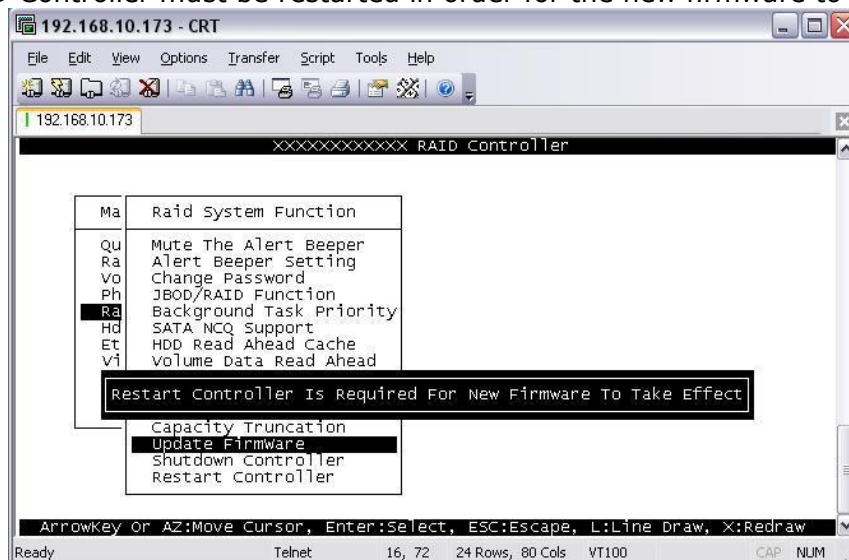 Controller must be restarted in order for the new firmware to
192.168.10.173 - CRT
File Edit View Options Transfer Script Tools Help
192.168.10.173
XXXXXXXXXXXX RAID Controller
Ma Raid System Function
Qu Mute The Alert Beeper
Ra Alert Beeper Setting
Vo Change Password
Ph JBOD/RAID Function
Ra Background Task Priority
Hd SATA NCQ Support
Et HDD Read Ahead Cache
Vi Volume Data Read Ahead
Restart Controller Is Required For New Firmware To Take Effect
Capacity Truncation
Update Firmware
Shutdown Controller
Restart Controller
ArrowKey Or AZ:Move Cursor, Enter:Select, ESC:Escape, L:Line Draw, X:Redraw
Ready Telnet 16, 72 24 Rows, 80 Cols VT100 CAP NUM